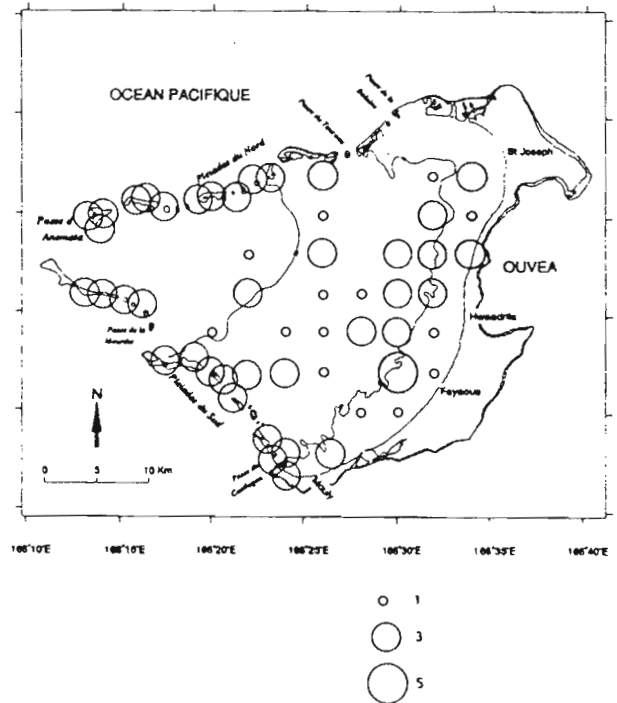 OCEAN PACIFIQUE
Pleiades du Nord
St Joseph
Passe d'
Anemata
OUVEA
Passe de la
Pleiades du Sud
Fayaoue
Mouly
N
0 5 10 Km
166°10'E 166°15'E 166°20'E 166°25'E 166°30'E 166°35'E 166°40'E
1
3
5